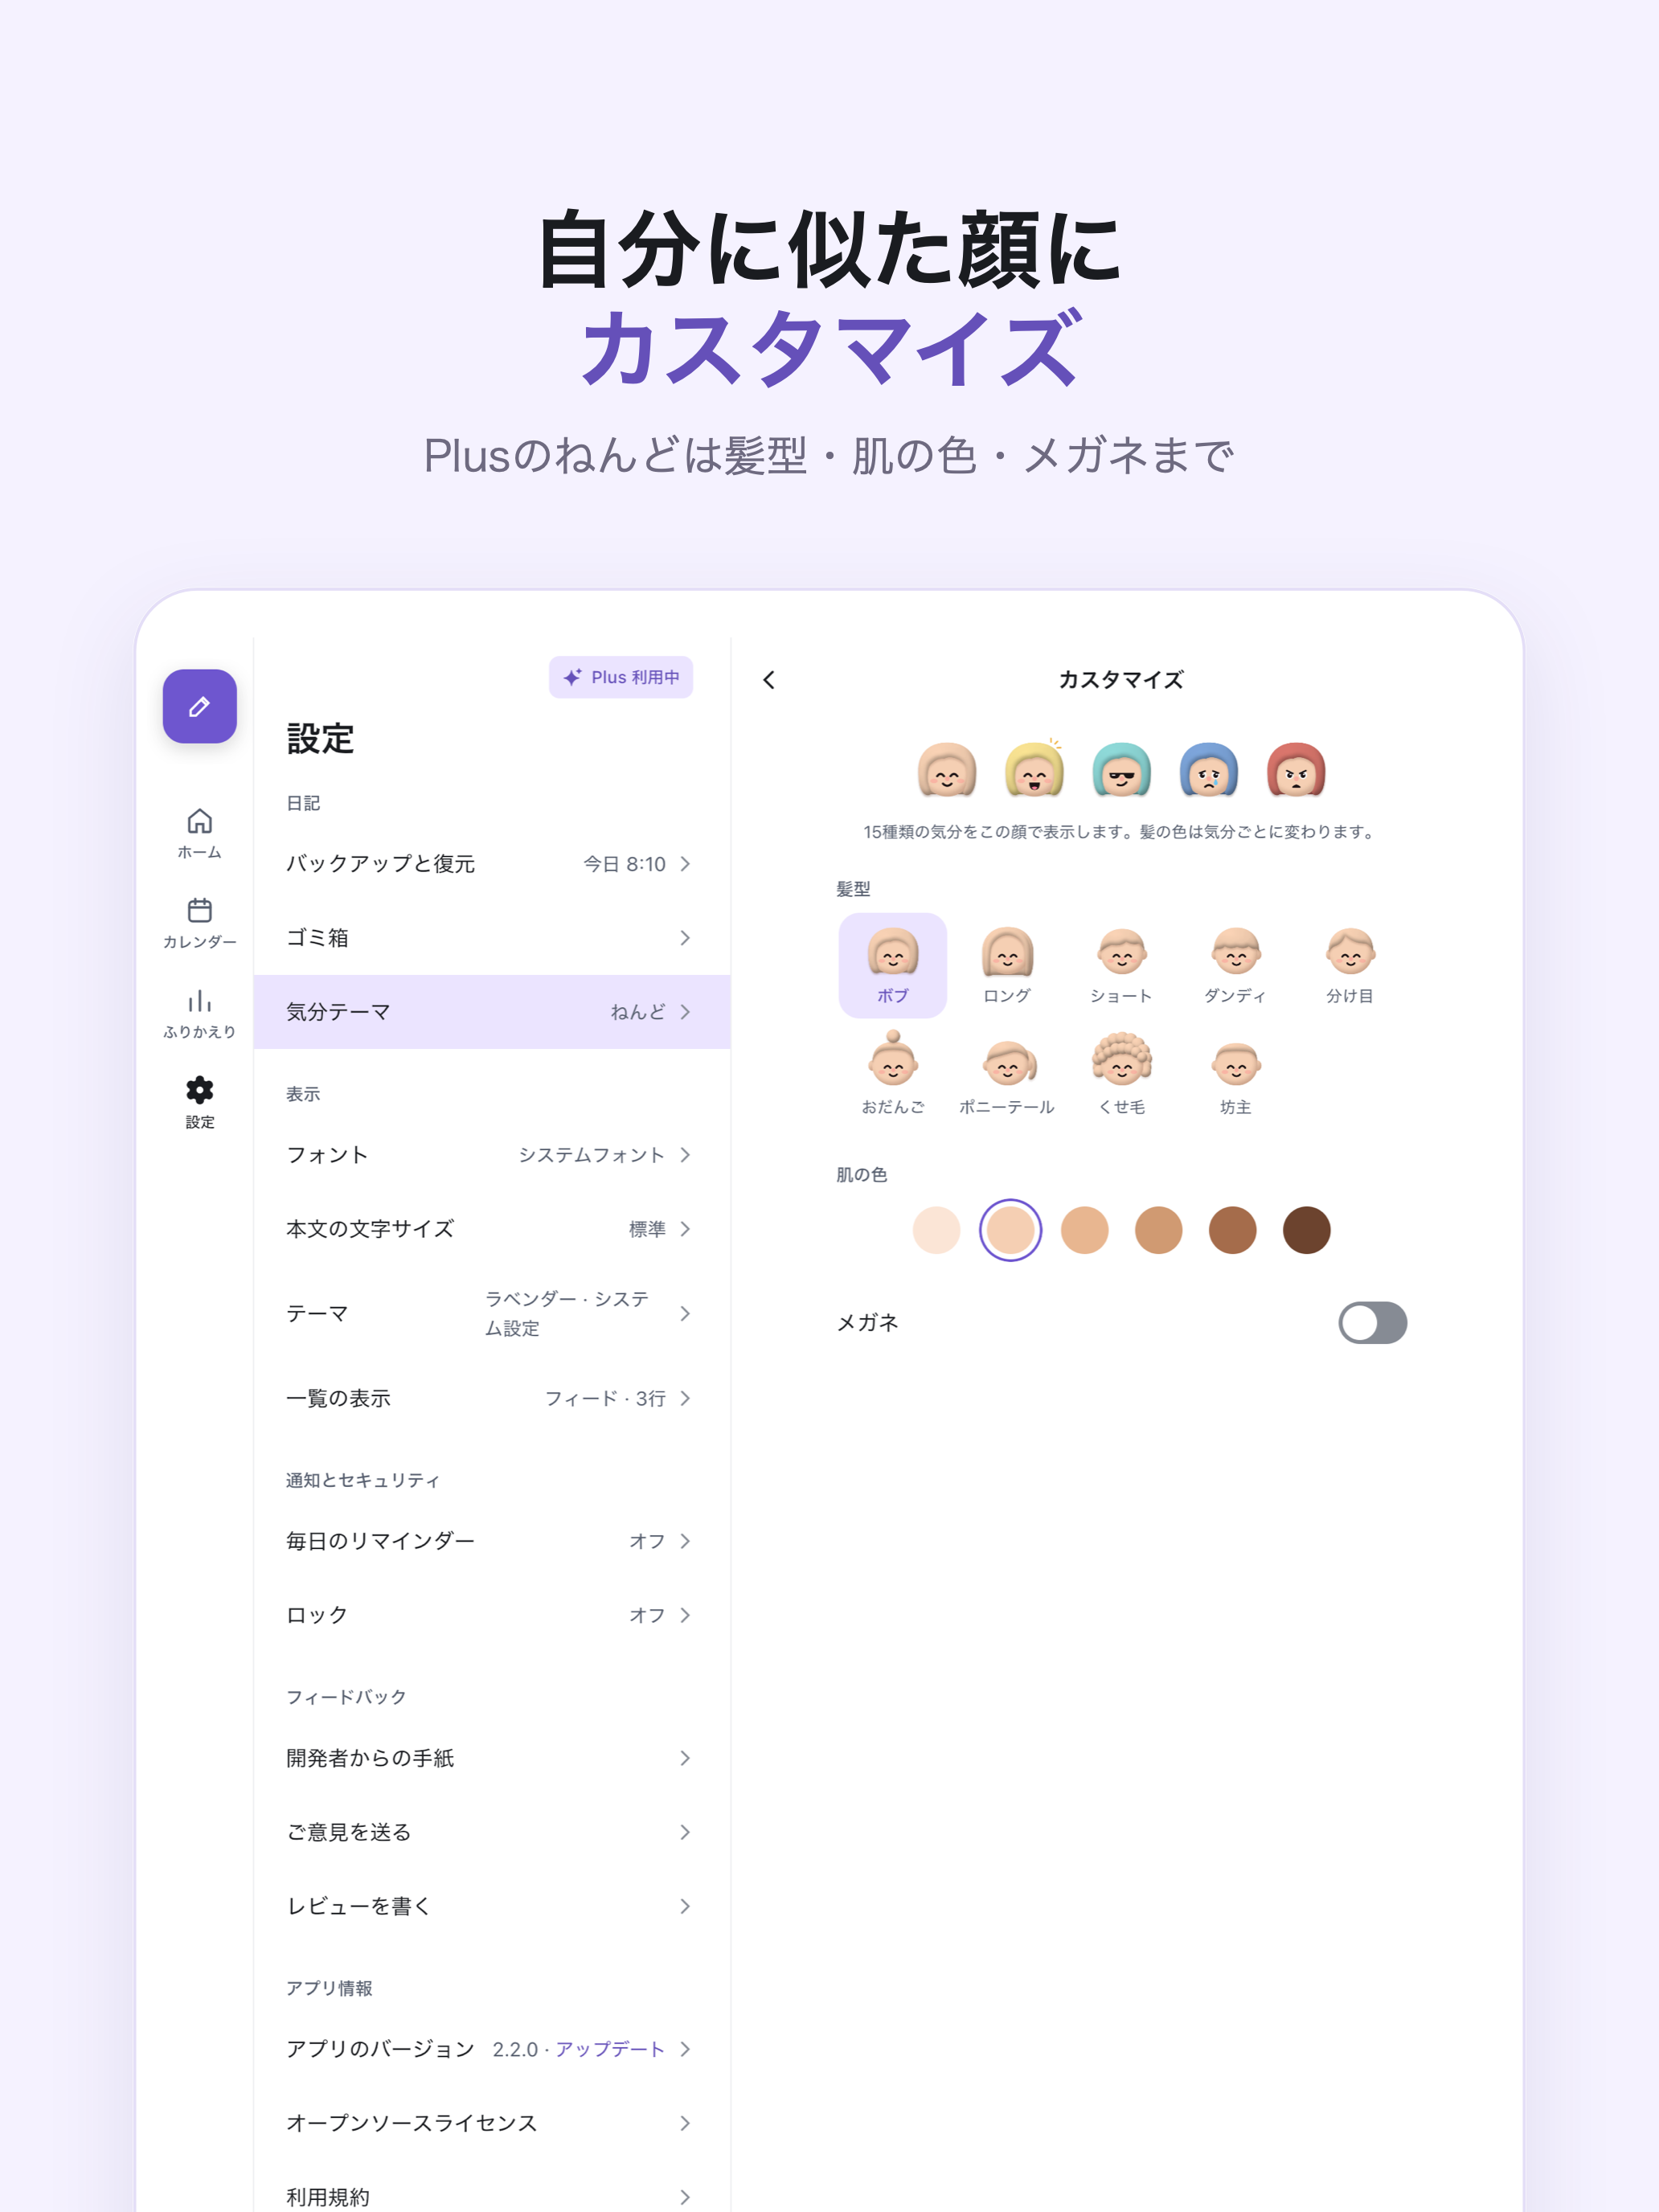 自分に似た顔に
カスタマイズ
Plusのねんどは髪型・肌の色・メガネまで
ホーム
カレンダー
ふりかえり
設定
Plus 利用中
設定
日記
バックアップと復元 今日 8:10
ゴミ箱
気分テーマ ねんど
表示
フォント システムフォント
本文の文字サイズ 標準
テーマ ラベンダー · システ
ム設定
一覧の表示 フィード · 3行
通知とセキュリティ
毎日のリマインダー オフ
ロック オフ
フィードバック
開発者からの手紙
ご意見を送る
レビューを書く
アプリ情報
アプリのバージョン 2.2.0 · アップデート
オープンソースライセンス
利用規約
カスタマイズ
15種類の気分をこの顔で表示します。髪の色は気分ごとに変わります。
髪型
ボブ ロング ショート ダンディ 分け目
おだんご ポニーテール くせ毛 坊主
肌の色
メガネ